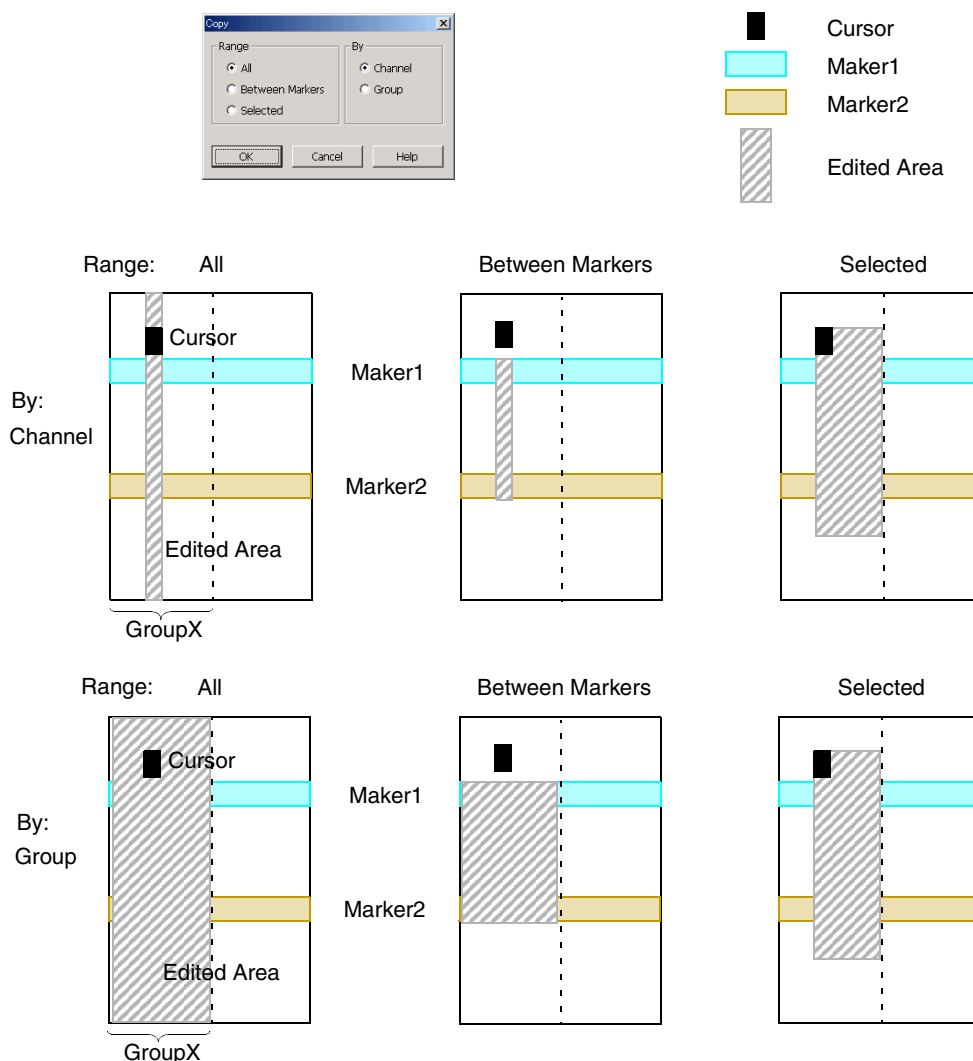 Copy
Range
All
Between Markers
Selected
By
Channel
Group
OK
Cancel
Help
Cursor
Maker1
Marker2
Edited Area
Range: All
Between Markers
Selected
Cursor
Maker1
By:
Channel
Marker2
Edited Area
GroupX
Range: All
Between Markers
Selected
Cursor
Maker1
By:
Group
Marker2
Edited Area
GroupX